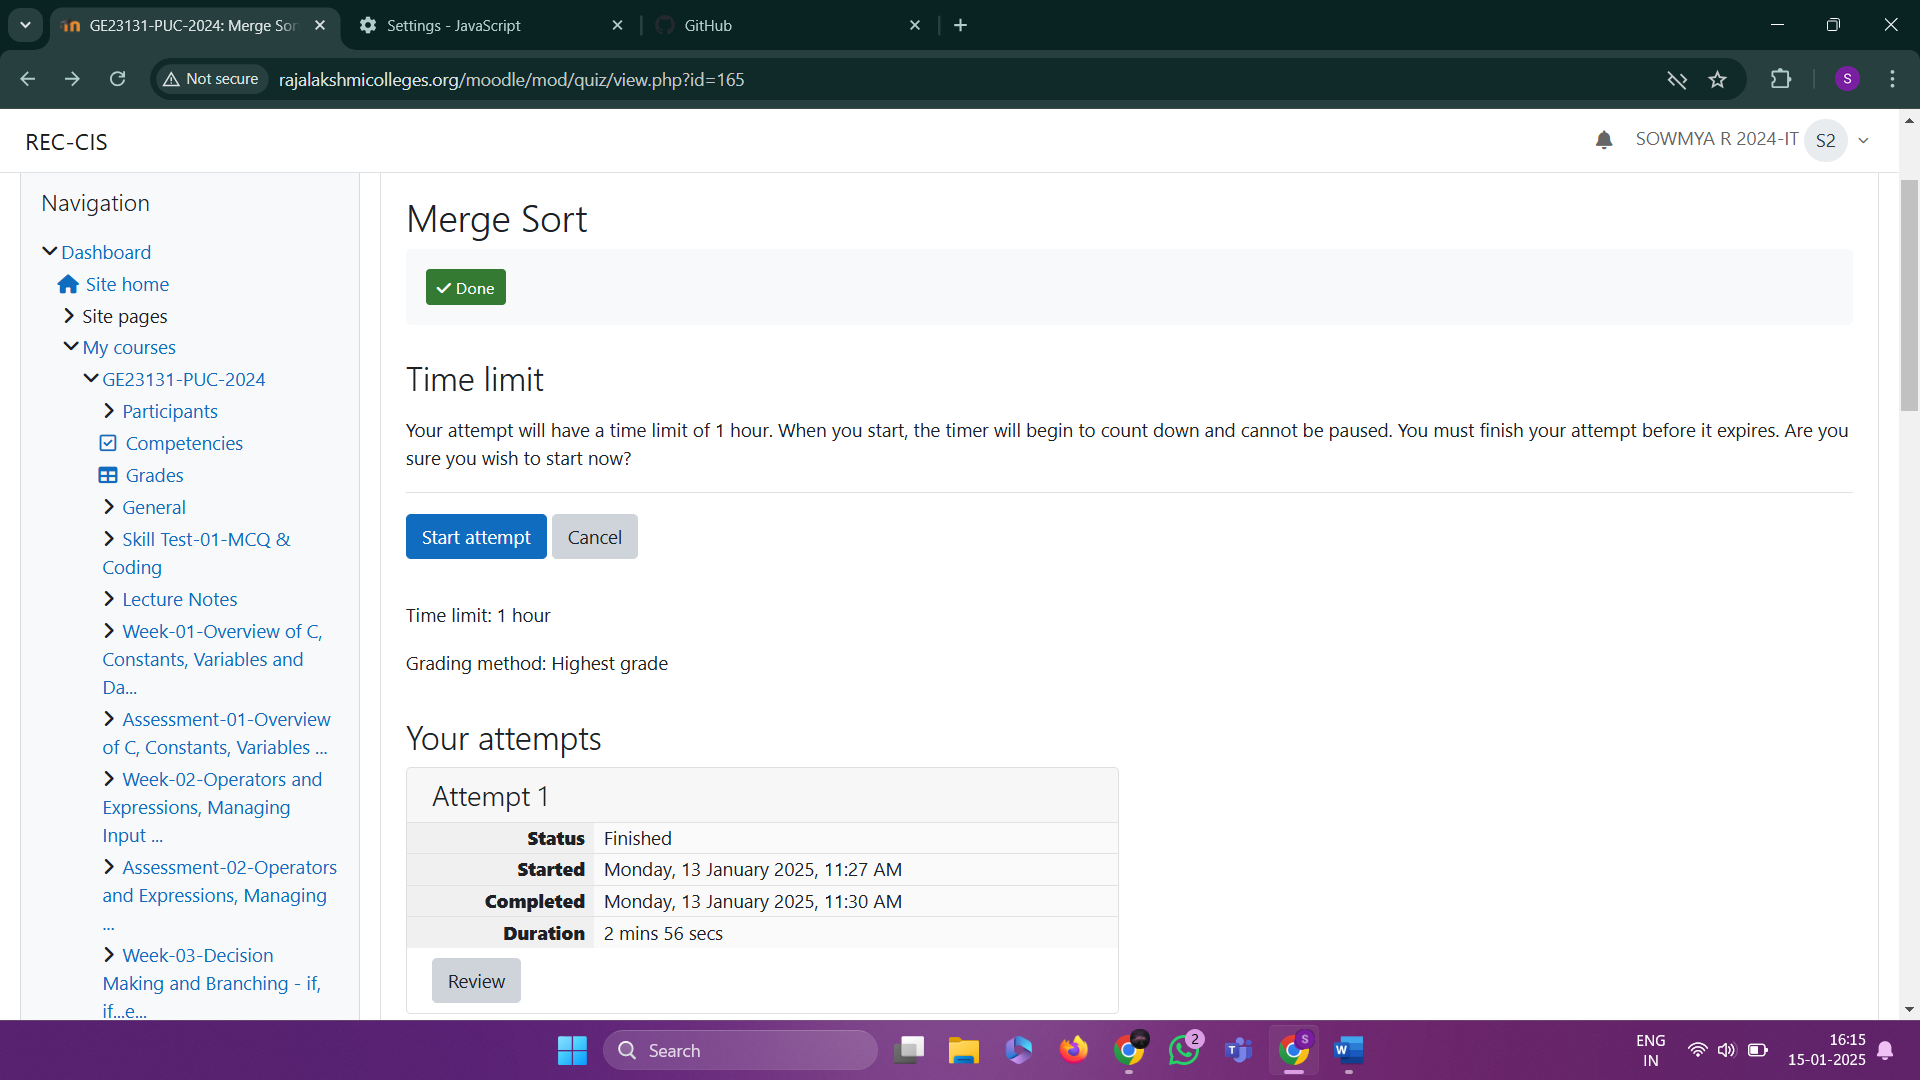 GE23131-PUC-2024: Merge Sor
Settings - JavaScript
GitHub
Not secure
rajalakshmicolleges.org/moodle/mod/quiz/view.php?id=165
S
REC-CIS
SOWMYA R 2024-IT
S2
Navigation
Dashboard
Site home
Site pages
My courses
GE23131-PUC-2024
Participants
Competencies
Grades
General
Skill Test-01-MCQ &
Coding
Lecture Notes
Week-01-Overview of C,
Constants, Variables and
Da...
Assessment-01-Overview
of C, Constants, Variables ...
Week-02-Operators and
Expressions, Managing
Input ...
Assessment-02-Operators
and Expressions, Managing
...
Week-03-Decision
Making and Branching - if,
if...e...
Merge Sort
Done
Time limit
Your attempt will have a time limit of 1 hour. When you start, the timer will begin to count down and cannot be paused. You must finish your attempt before it expires. Are you
sure you wish to start now?
Start attempt
Cancel
Time limit: 1 hour
Grading method: Highest grade
Your attempts
Attempt 1
Status Finished
Started Monday, 13 January 2025, 11:27 AM
Completed Monday, 13 January 2025, 11:30 AM
Duration 2 mins 56 secs
Review
Search
2
T
S
W
ENG
IN
16:15
15-01-2025